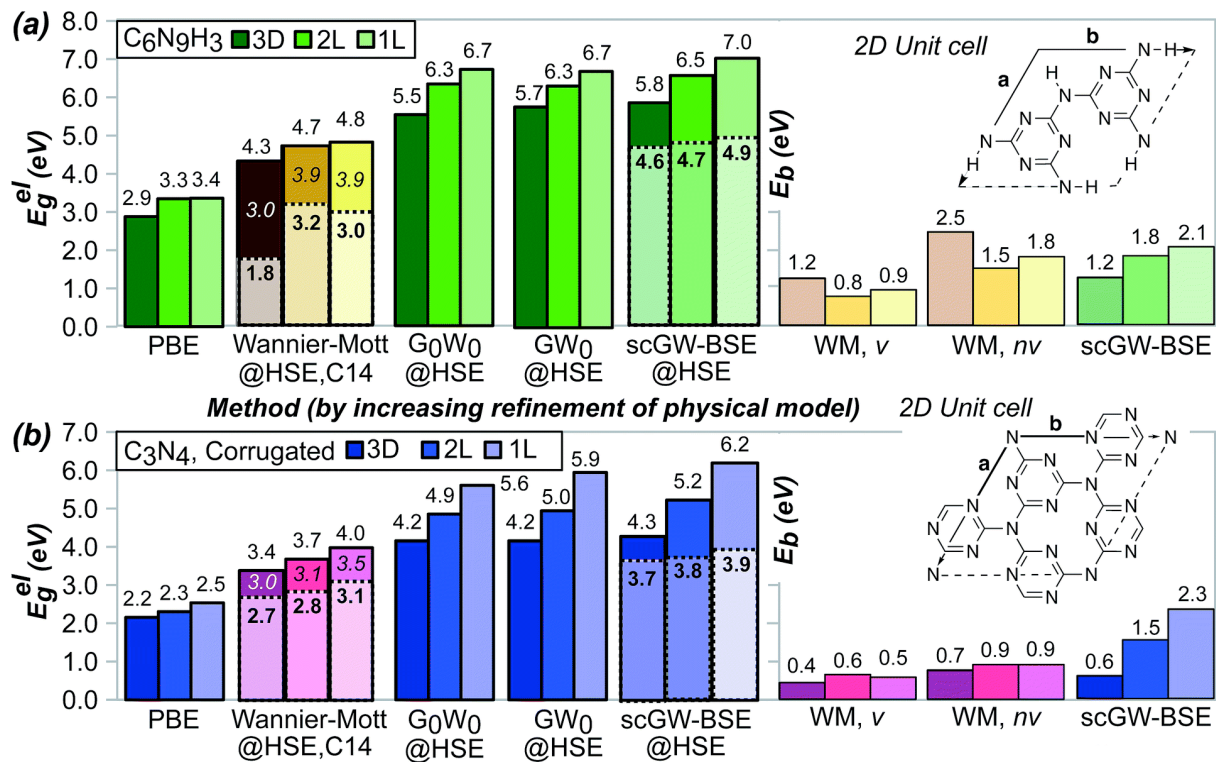 (a)
C6N9H3 3D 2L 1L
2D Unit cell
8.0
7.0
6.0
5.0
4.0
3.0
2.0
1.0
0.0
Eg^el (eV)
2.9 3.3 3.4
4.3 4.7 4.8
3.0 3.9 3.9
1.8 3.2 3.0
5.5 6.3 6.7
5.7 6.3 6.7
5.8 6.5 7.0
4.6 4.7 4.9
Eb (eV)
1.2 0.8 0.9
2.5 1.5 1.8
1.2 1.8 2.1
b
a
N H
H
N
N N
N N N
N
N N
N
N
N
H
H
N H
PBE
Wannier-Mott
@HSE,C14
G0W0
@HSE
GW0
@HSE
scGW-BSE
@HSE
WM, v
WM, nv
scGW-BSE
Method (by increasing refinement of physical model)
(b)
C3N4, Corrugated 3D 2L 1L
2D Unit cell
7.0
6.0
5.0
4.0
3.0
2.0
1.0
0.0
Eg^el (eV)
2.2 2.3 2.5
3.4 3.7 4.0
3.0 3.1 3.5
2.7 2.8 3.1
4.2 4.9 5.6
4.2 5.0 5.9
4.3 5.2 6.2
3.7 3.8 3.9
Eb (eV)
0.4 0.6 0.5
0.7 0.9 0.9
0.6 1.5 2.3
b
a
N N N
N N
N N N
N N
N N N
N N N
N N N
N N N
N N
N N
PBE
Wannier-Mott
@HSE,C14
G0W0
@HSE
GW0
@HSE
scGW-BSE
@HSE
WM, v
WM, nv
scGW-BSE